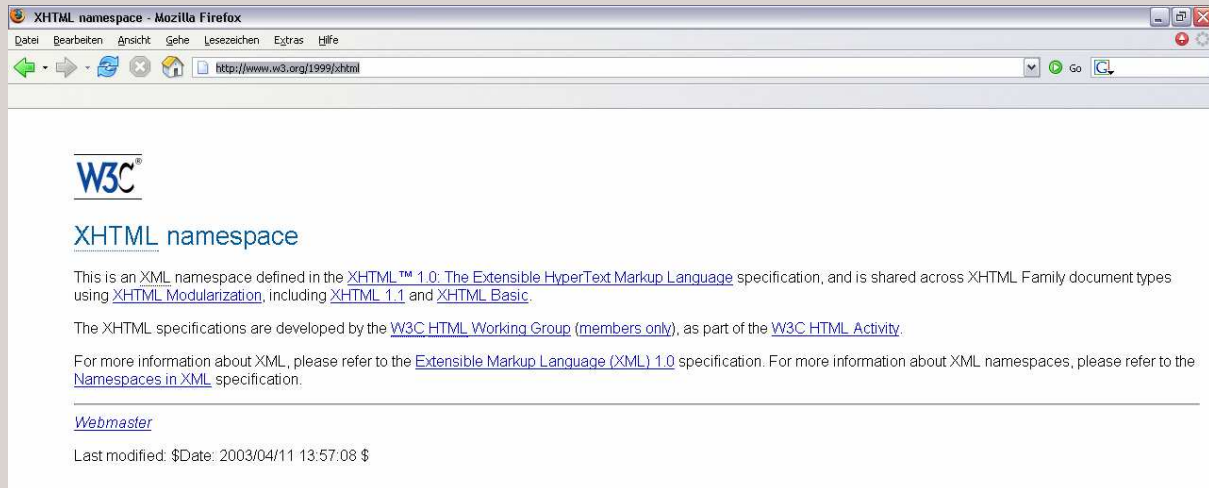 XHTML namespace - Mozilla Firefox
Datei Bearbeiten Ansicht Gehe Lesezeichen Extras Hilfe
http://www.w3.org/1999/xhtml Go G
W3C®
XHTML namespace
This is an XML namespace defined in the XHTML™ 1.0: The Extensible HyperText Markup Language specification, and is shared across XHTML Family document types
using XHTML Modularization, including XHTML 1.1 and XHTML Basic.
The XHTML specifications are developed by the W3C HTML Working Group (members only), as part of the W3C HTML Activity.
For more information about XML, please refer to the Extensible Markup Language (XML) 1.0 specification. For more information about XML namespaces, please refer to the
Namespaces in XML specification.
Webmaster
Last modified: $Date: 2003/04/11 13:57:08 $